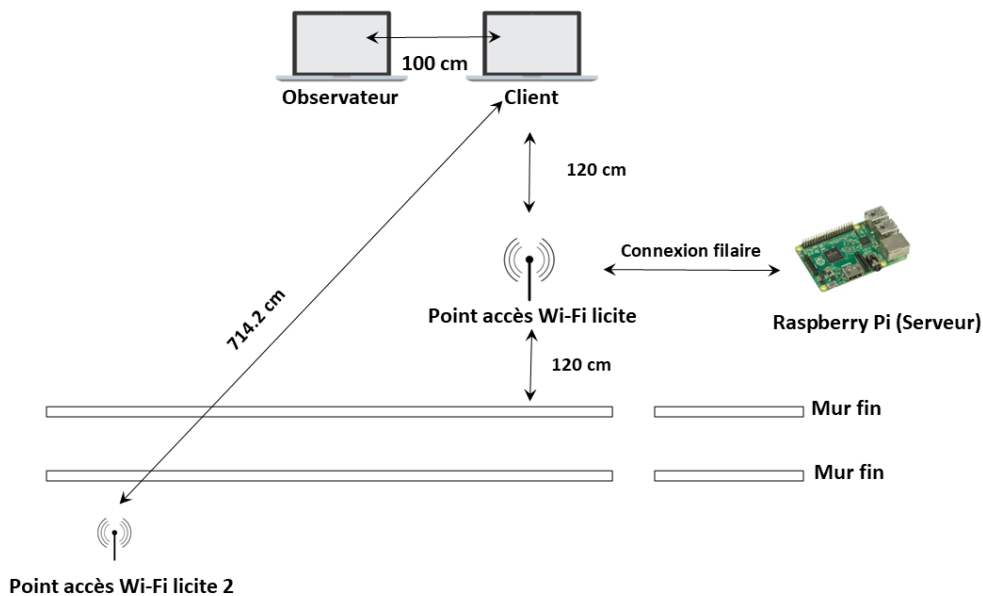 100 cm
Observateur
Client
120 cm
Connexion filaire
714.2 cm
Point accès Wi-Fi licite
Raspberry Pi (Serveur)
120 cm
Mur fin
Mur fin
Point accès Wi-Fi licite 2